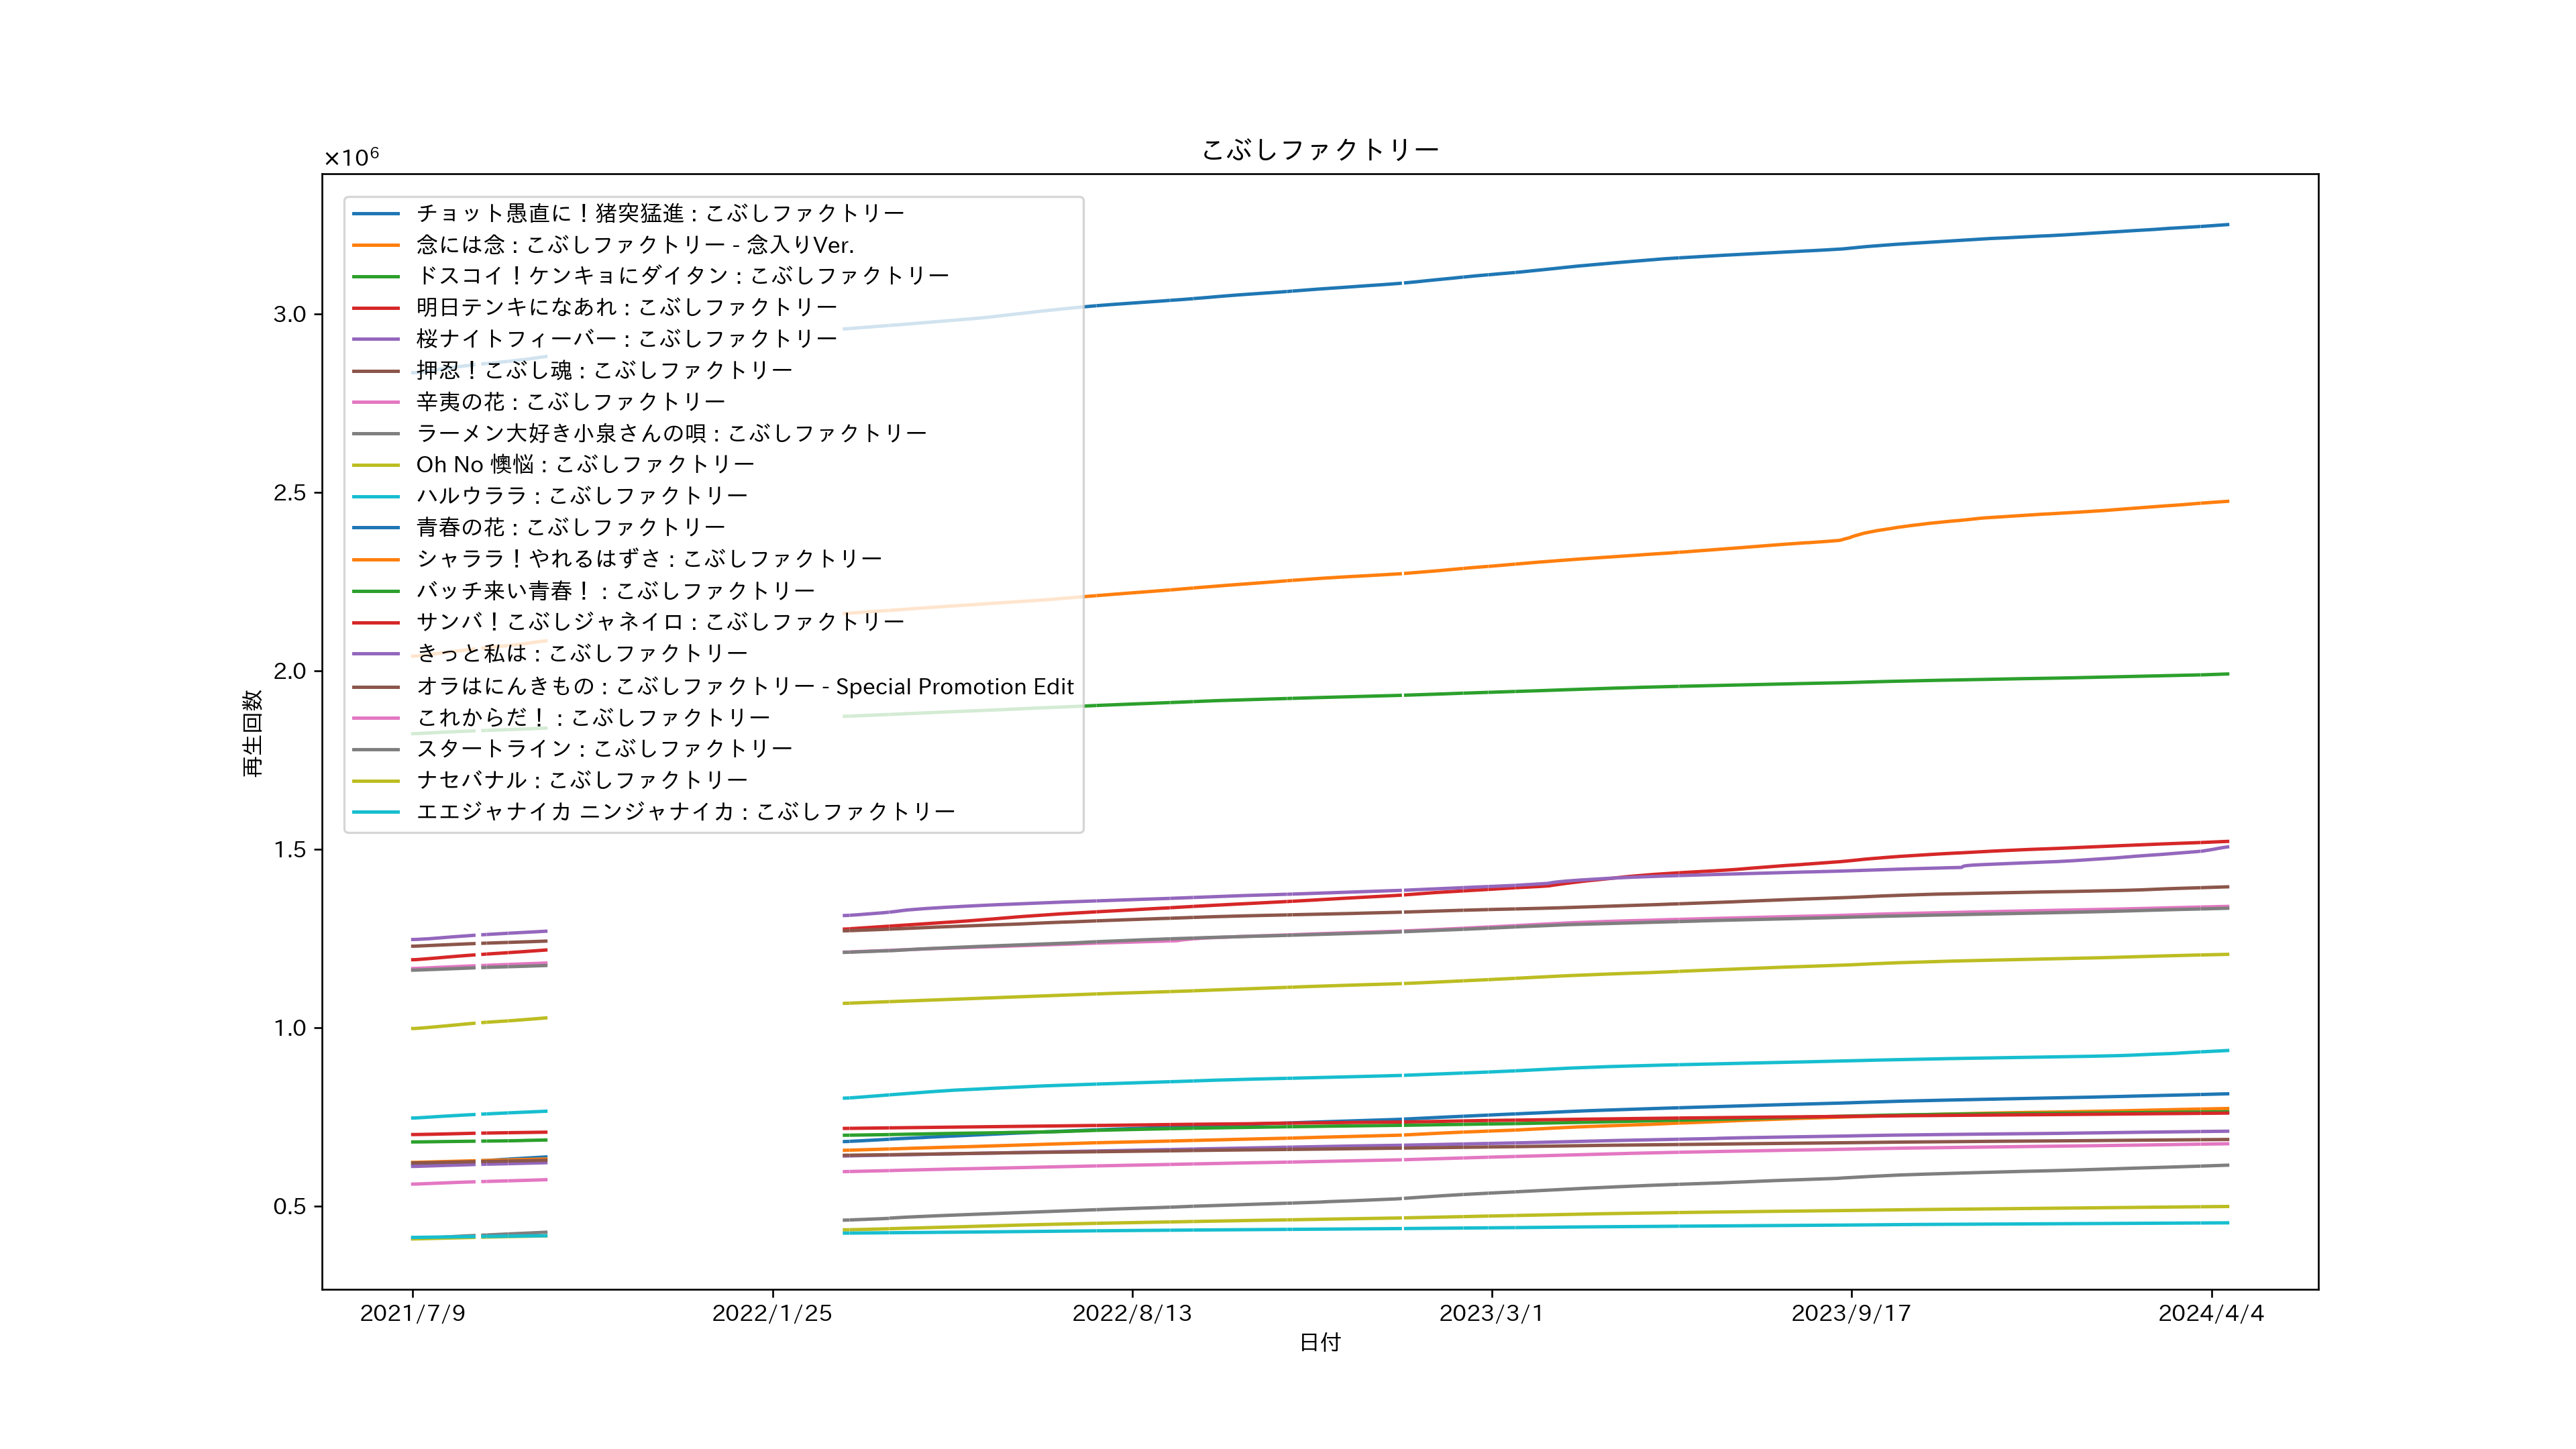 こぶしファクトリー
×10⁶
チョット愚直に！猪突猛進 : こぶしファクトリー
念には念 : こぶしファクトリー - 念入りVer.
ドスコイ！ケンキョにダイタン : こぶしファクトリー
明日テンキになあれ : こぶしファクトリー
桜ナイトフィーバー : こぶしファクトリー
押忍！こぶし魂 : こぶしファクトリー
辛夷の花 : こぶしファクトリー
ラーメン大好き小泉さんの唄 : こぶしファクトリー
Oh No 懊悩 : こぶしファクトリー
ハルウララ : こぶしファクトリー
青春の花 : こぶしファクトリー
シャララ！やれるはずさ : こぶしファクトリー
バッチ来い青春！ : こぶしファクトリー
サンバ！こぶしジャネイロ : こぶしファクトリー
きっと私は : こぶしファクトリー
オラはにんきもの : こぶしファクトリー - Special Promotion Edit
これからだ！ : こぶしファクトリー
スタートライン : こぶしファクトリー
ナセバナル : こぶしファクトリー
エエジャナイカ ニンジャナイカ : こぶしファクトリー
3.0
2.5
2.0
1.5
1.0
0.5
再生回数
2021/7/9
2022/1/25
2022/8/13
2023/3/1
2023/9/17
2024/4/4
日付